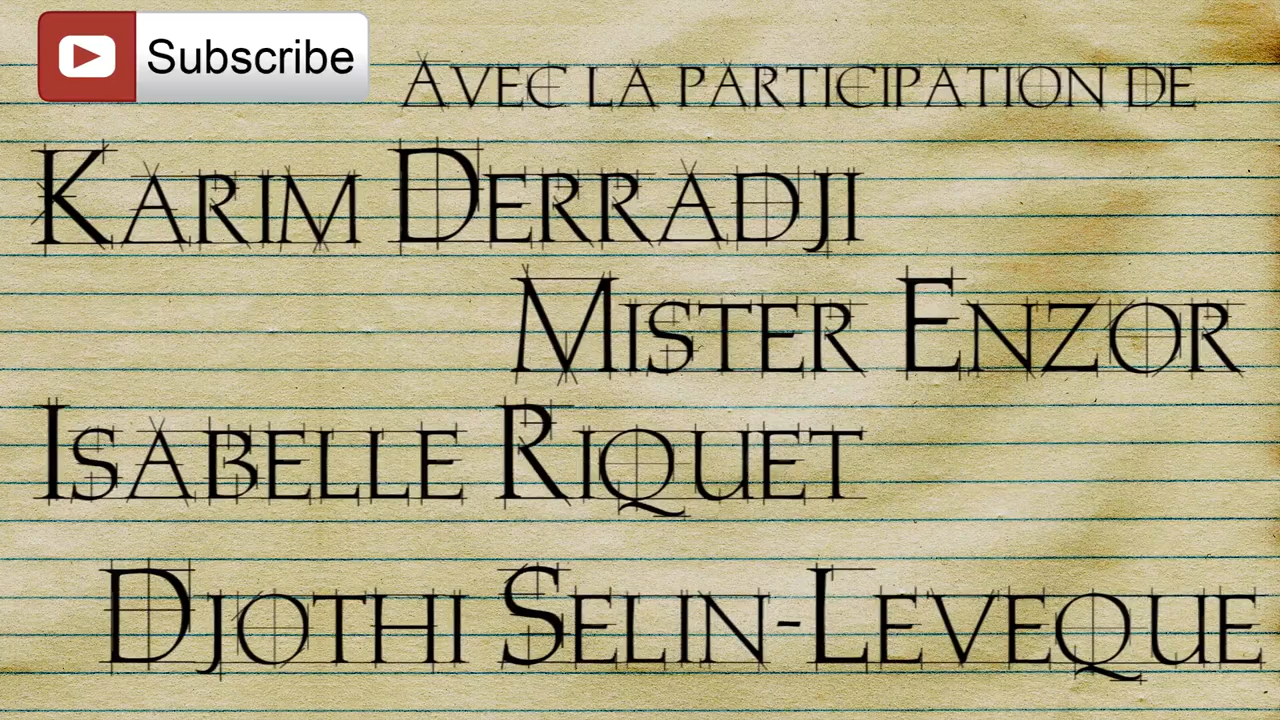 Subscribe
Avec la participation de
Karim Derradji
Mister Enzor
Isabelle Riquet
Djothi Selin-Leveque